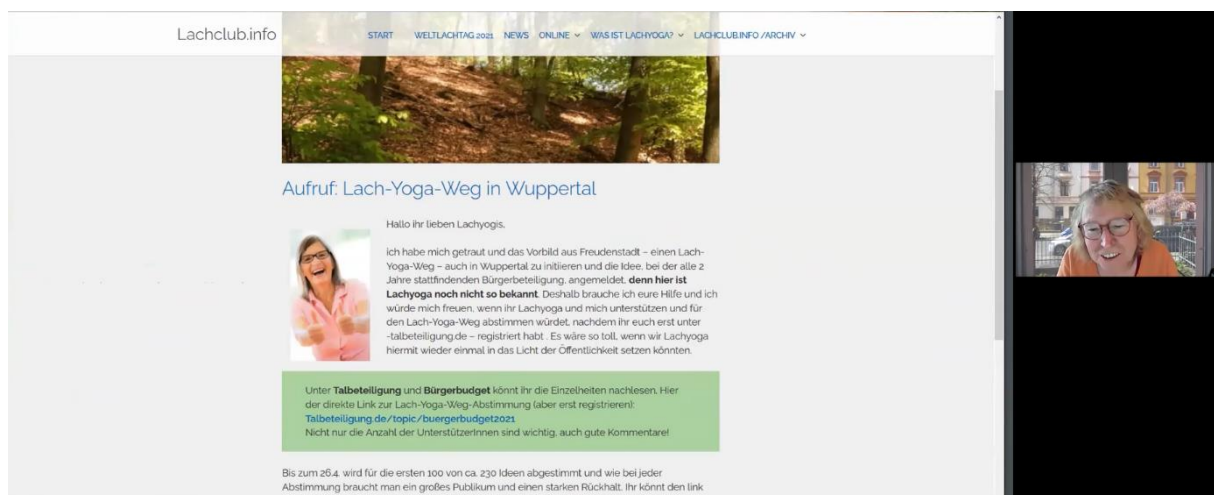 Lachclub.info
START WELTLACHTAG 2021 NEWS ONLINE WAS IST LACHYOGA? LACHCLUB.INFO /ARCHIV
Aufruf: Lach-Yoga-Weg in Wuppertal
Hallo ihr lieben Lachyogis,
ich habe mich getraut und das Vorbild aus Freudenstadt – einen Lach-
Yoga-Weg – auch in Wuppertal zu initiieren und die Idee, bei der alle 2
Jahre stattfindenden Bürgerbeteiligung, angemeldet, denn hier ist
Lachyoga noch nicht so bekannt. Deshalb brauche ich eure Hilfe und ich
würde mich freuen, wenn ihr Lachyoga und mich unterstützen und für
den Lach-Yoga-Weg abstimmen würdet, nachdem ihr euch erst unter
-talbeteiligung.de – registriert habt . Es wäre so toll, wenn wir Lachyoga
hiermit wieder einmal in das Licht der Öffentlichkeit setzen könnten.
Unter Talbeteiligung und Bürgerbudget könnt ihr die Einzelheiten nachlesen. Hier
der direkte Link zur Lach-Yoga-Weg-Abstimmung (aber erst registrieren):
Talbeteiligung.de/topic/buergerbudget2021
Nicht nur die Anzahl der UnterstützerInnen sind wichtig, auch gute Kommentare!
Bis zum 26.4. wird für die ersten 100 von ca. 230 Ideen abgestimmt und wie bei jeder
Abstimmung braucht man ein großes Publikum und einen starken Rückhalt. Ihr könnt den link